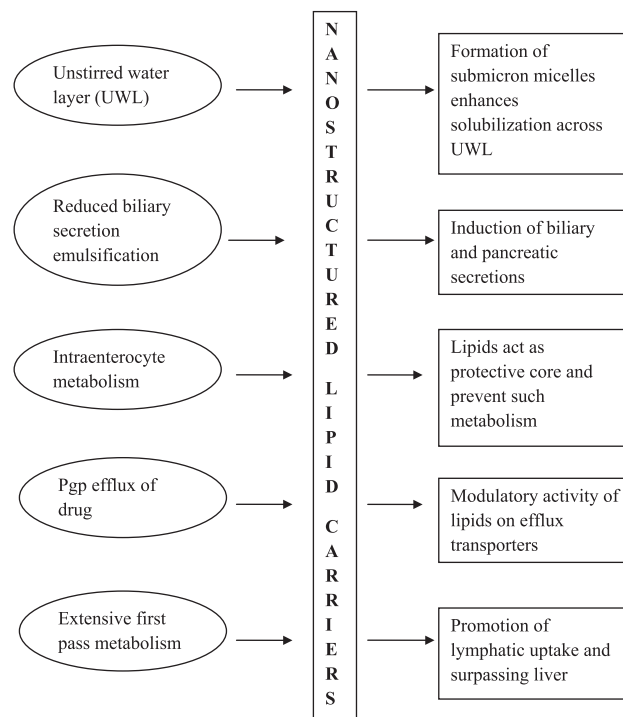 Unstirred water
layer (UWL)
Reduced biliary
secretion
emulsification
Intraenterocyte
metabolism
Pgp efflux of
drug
Extensive first
pass metabolism
N
A
N
O
S
T
R
U
C
T
U
R
E
D
L
I
P
I
D
C
A
R
R
I
E
R
S
Formation of
submicron micelles
enhances
solubilization across
UWL
Induction of biliary
and pancreatic
secretions
Lipids act as
protective core and
prevent such
metabolism
Modulatory activity of
lipids on efflux
transporters
Promotion of
lymphatic uptake and
surpassing liver